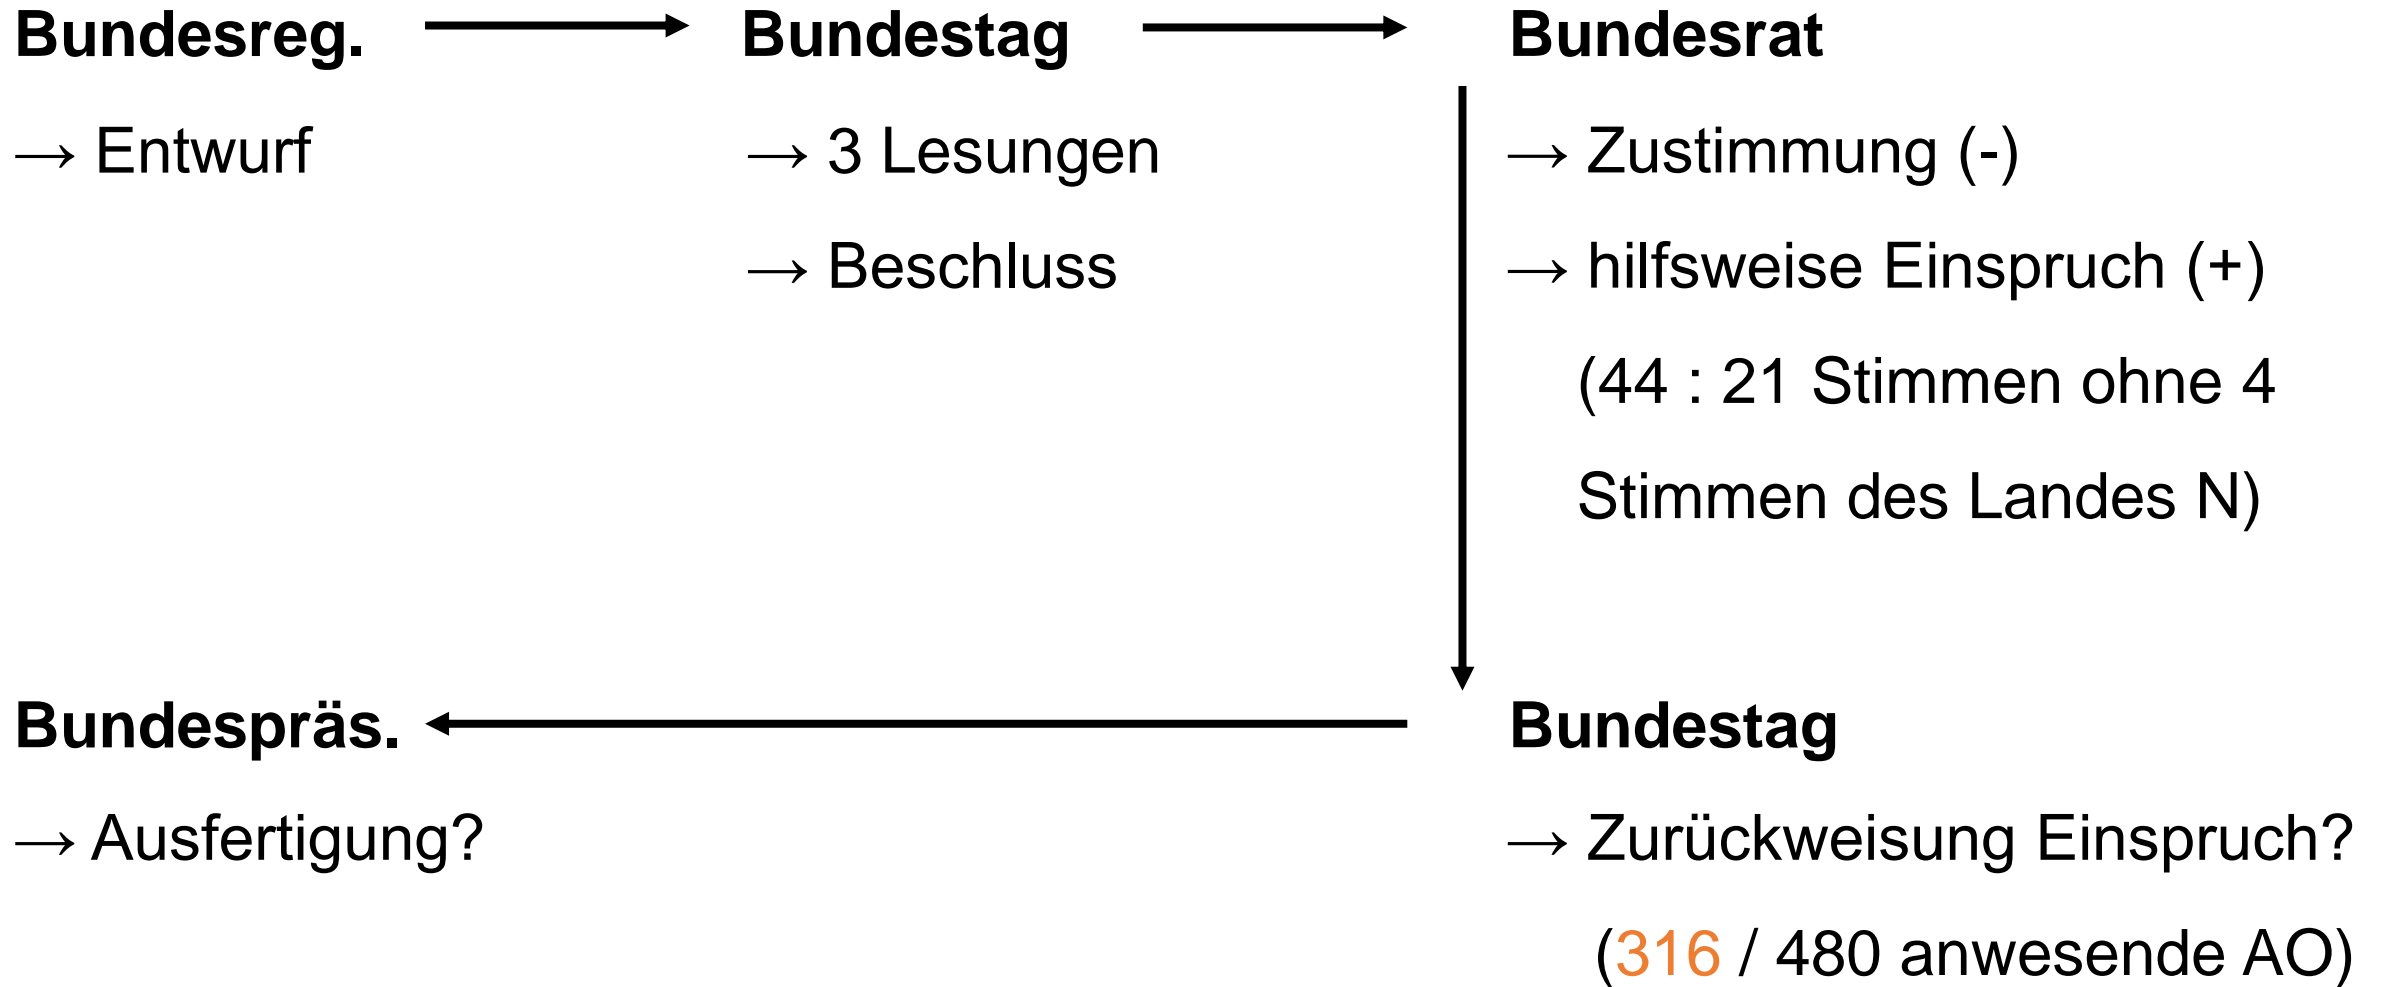 Bundesreg. Bundestag Bundesrat
→ Entwurf → 3 Lesungen → Zustimmung (-)
→ Beschluss → hilfsweise Einspruch (+)
(44 : 21 Stimmen ohne 4
Stimmen des Landes N)
Bundespräs. Bundestag
→ Ausfertigung? → Zurückweisung Einspruch?
(316 / 480 anwesende AO)